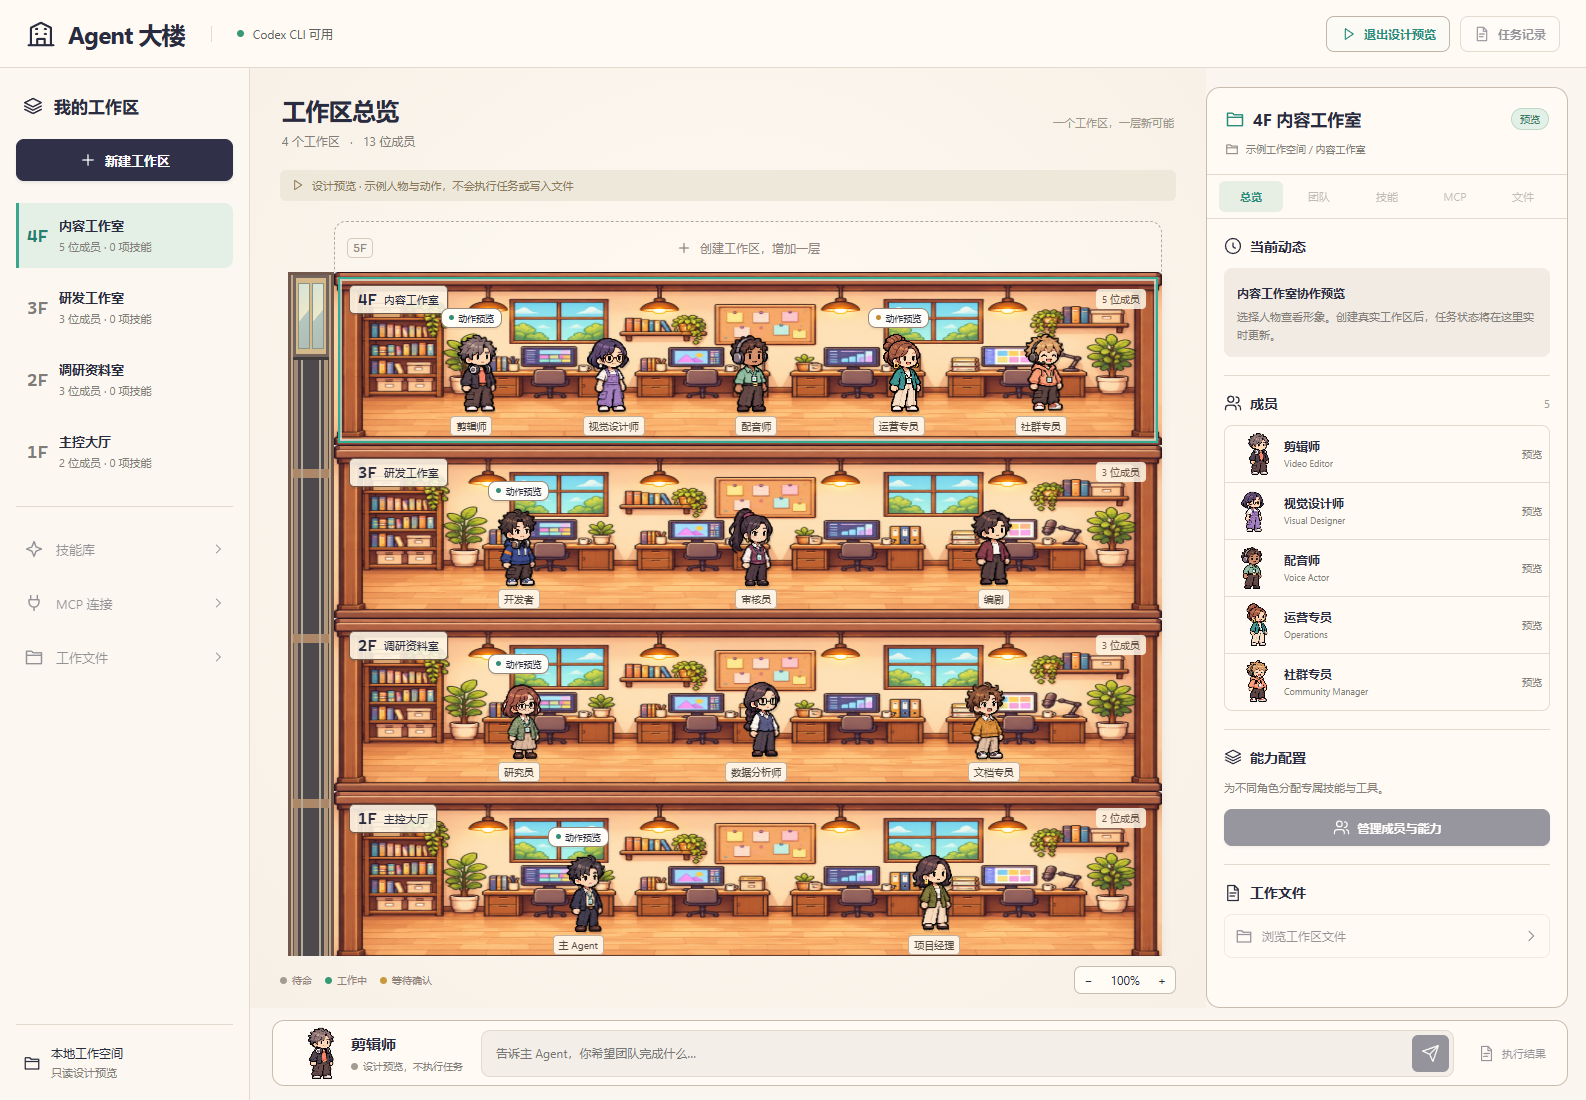 Agent 大楼
Codex CLI 可用
退出设计预览
任务记录
我的工作区
新建工作区
4F 内容工作室
5 位成员 · 0 项技能
3F 研发工作室
3 位成员 · 0 项技能
2F 调研资料室
3 位成员 · 0 项技能
1F 主控大厅
2 位成员 · 0 项技能
技能库
MCP 连接
工作文件
本地工作空间
只读设计预览
工作区总览
4 个工作区 · 13 位成员
一个工作区，一层新可能
设计预览 · 示例人物与动作，不会执行任务或写入文件
5F
创建工作区，增加一层
4F 内容工作室
5 位成员
动作预览
动作预览
剪辑师
视觉设计师
配音师
运营专员
社群专员
3F 研发工作室
3 位成员
动作预览
开发者
审核员
编剧
2F 调研资料室
3 位成员
动作预览
研究员
数据分析师
文档专员
1F 主控大厅
2 位成员
动作预览
主 Agent
项目经理
待命
工作中
等待确认
− 100% +
4F 内容工作室
预览
示例工作空间 / 内容工作室
总览
团队
技能
MCP
文件
当前动态
内容工作室协作预览
选择人物查看形象。创建真实工作区后，任务状态将在这里实
时更新。
成员
5
剪辑师
Video Editor
预览
视觉设计师
Visual Designer
预览
配音师
Voice Actor
预览
运营专员
Operations
预览
社群专员
Community Manager
预览
能力配置
为不同角色分配专属技能与工具。
管理成员与能力
工作文件
浏览工作区文件
剪辑师
设计预览，不执行任务
告诉主 Agent，你希望团队完成什么...
执行结果